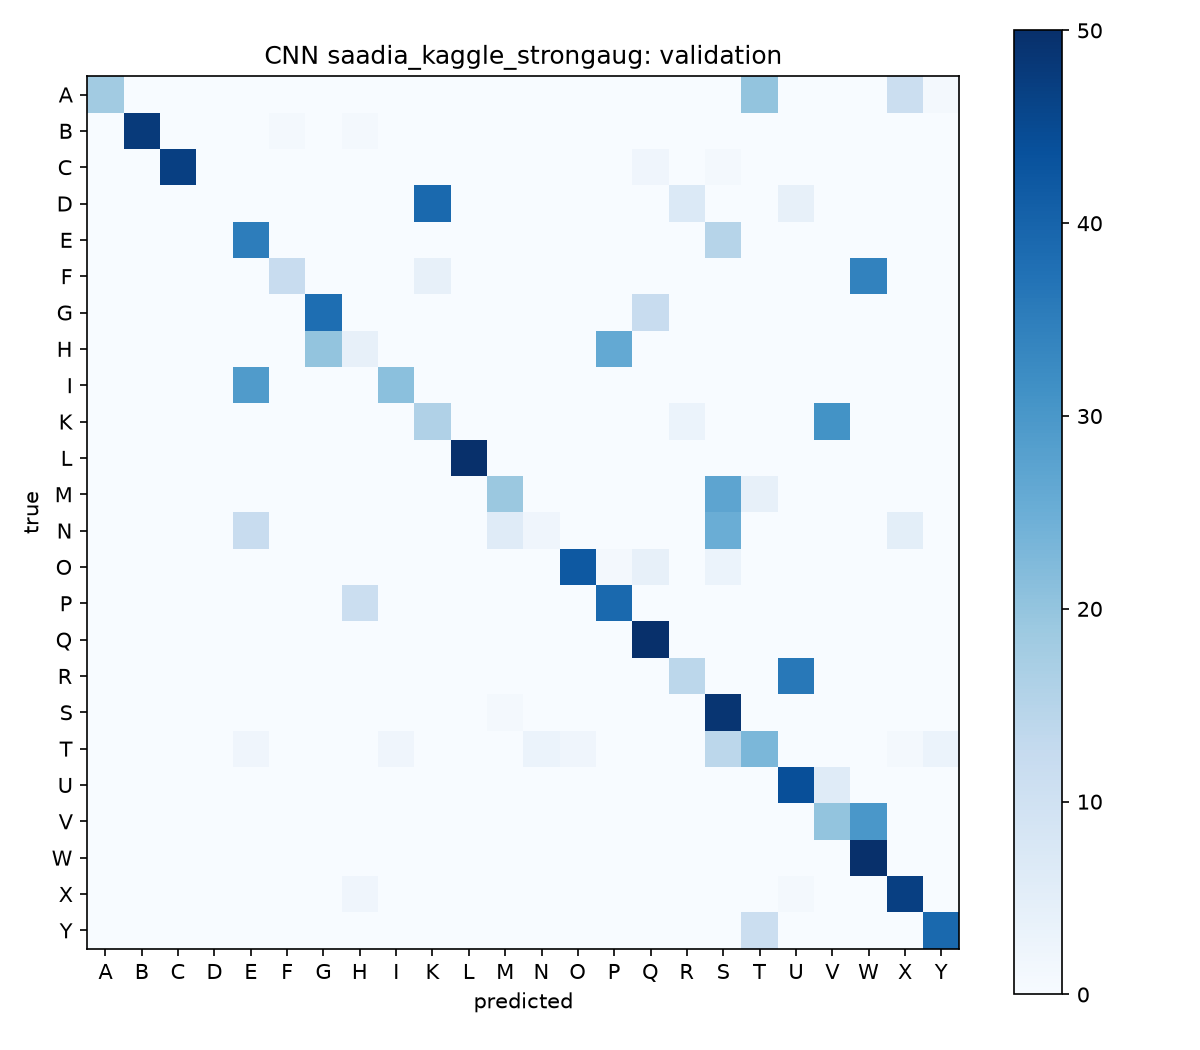 CNN saadia_kaggle_strongaug: validation
A
B
C
D
E
F
G
H
I
K
L
M
N
O
P
Q
R
S
T
U
V
W
X
Y
true
A B C D E F G H I K L M N O P Q R S T U V W X Y
predicted
50
40
30
20
10
0